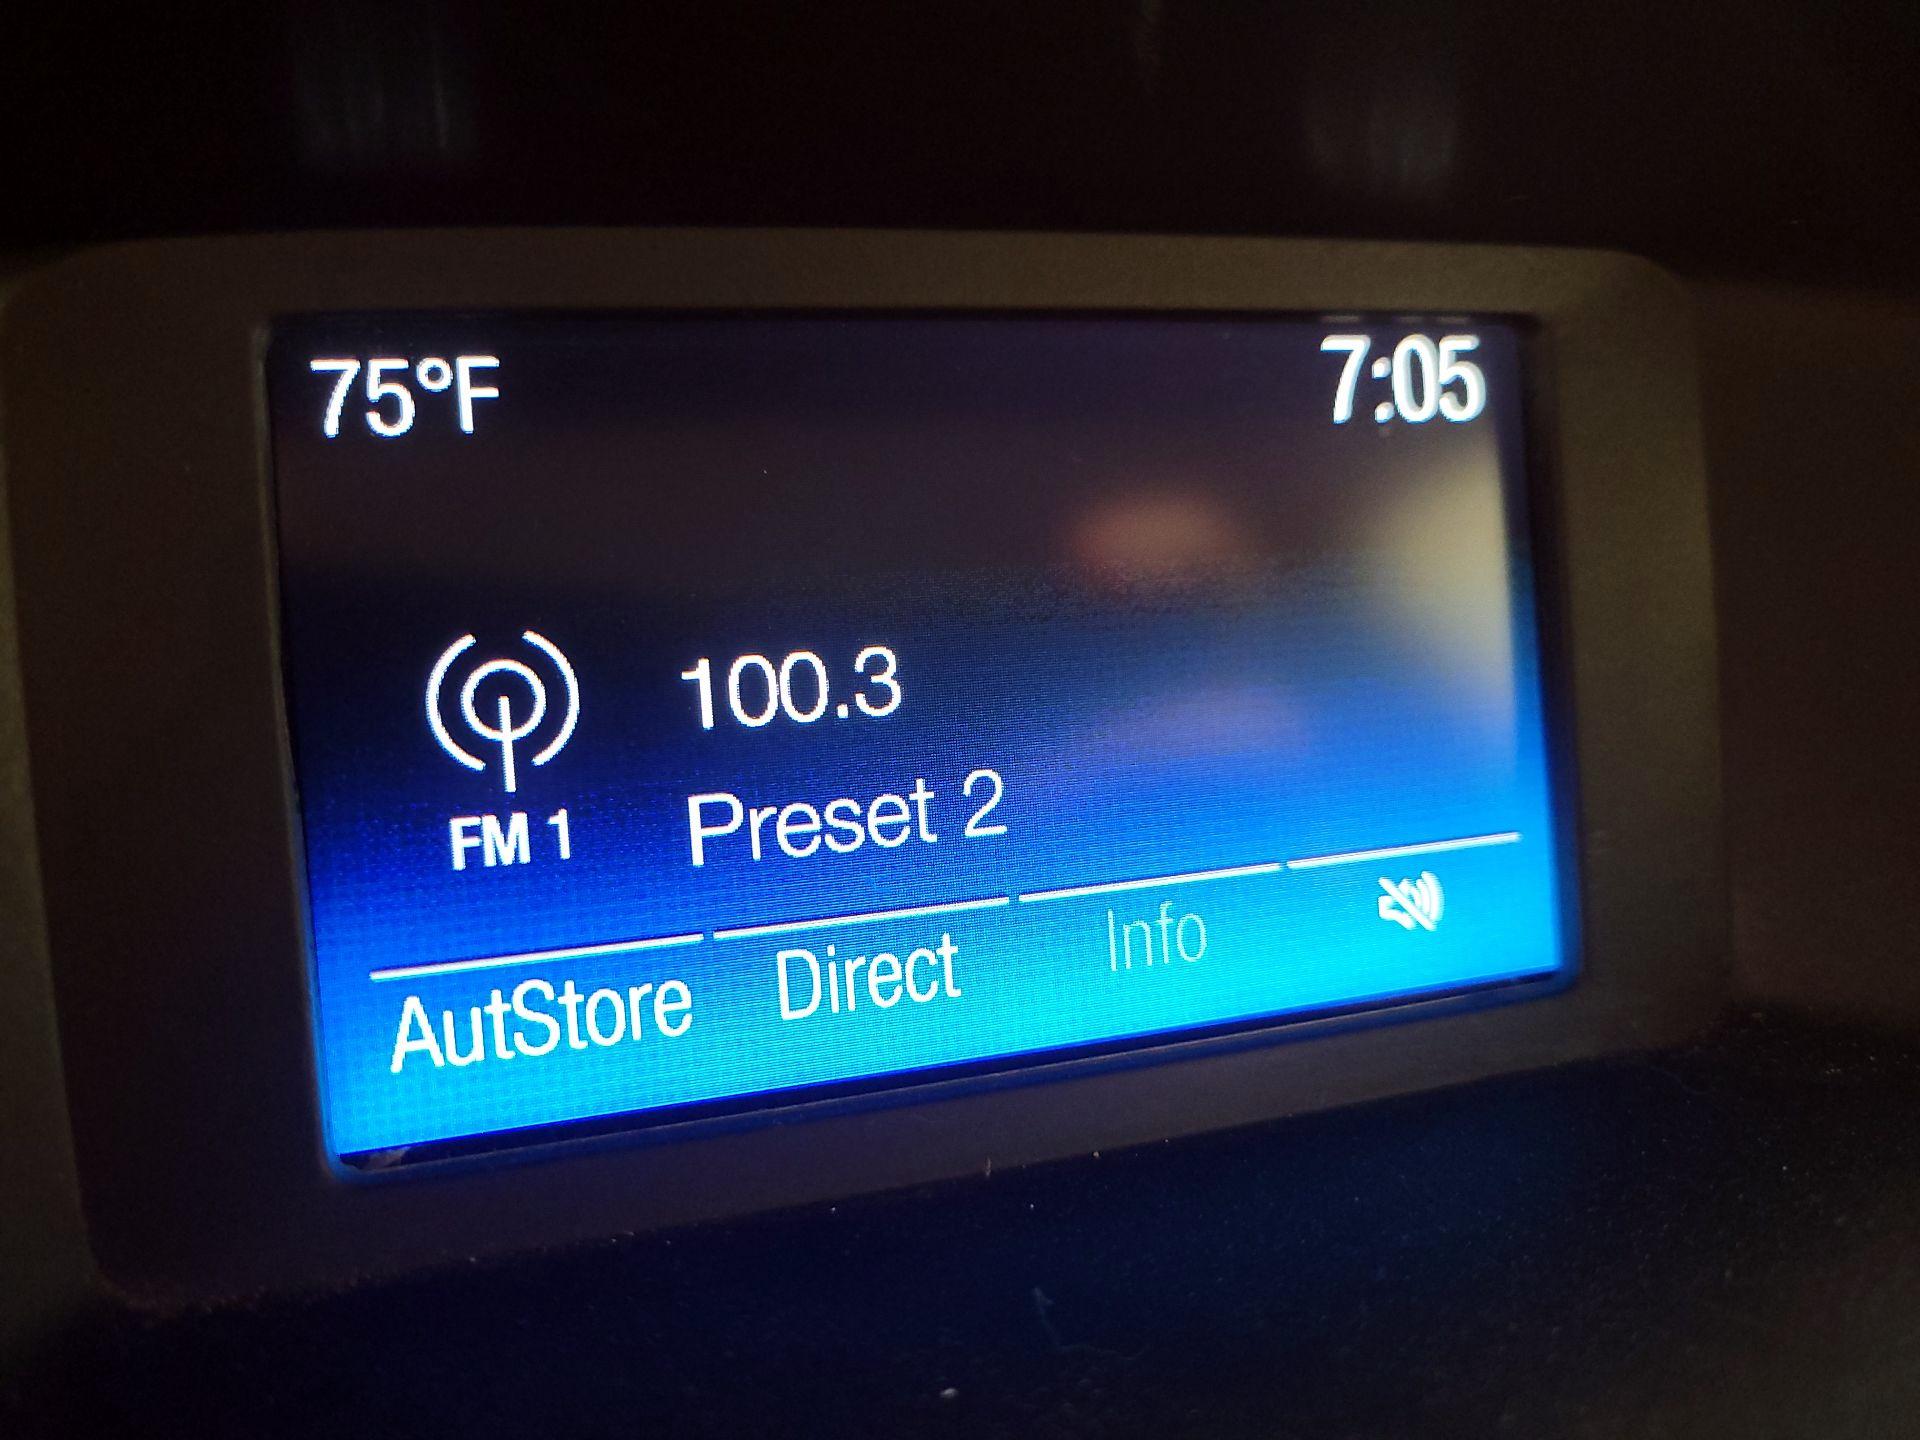 75°F 7:05
100.3
FM 1 Preset 2
AutStore Direct Info